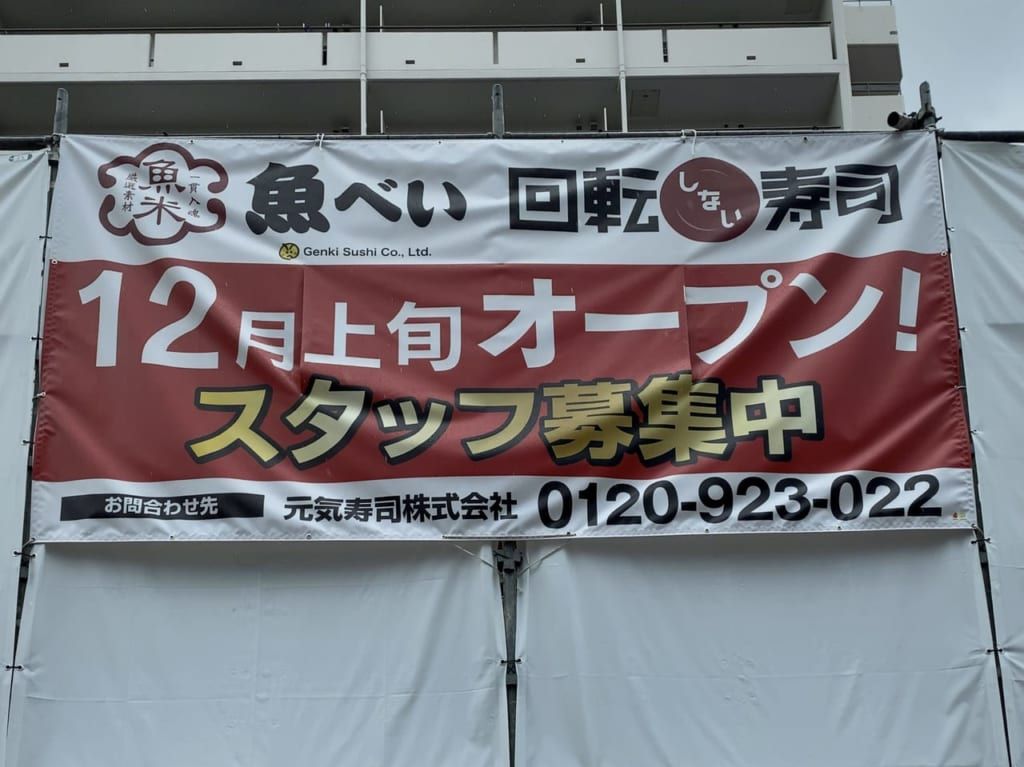 魚米
一貫入魂
厳選素材
魚べい 回転しない寿司
Genki Sushi Co., Ltd.
12月上旬オープン!
スタッフ募集中
お問合わせ先 元気寿司株式会社 0120-923-022